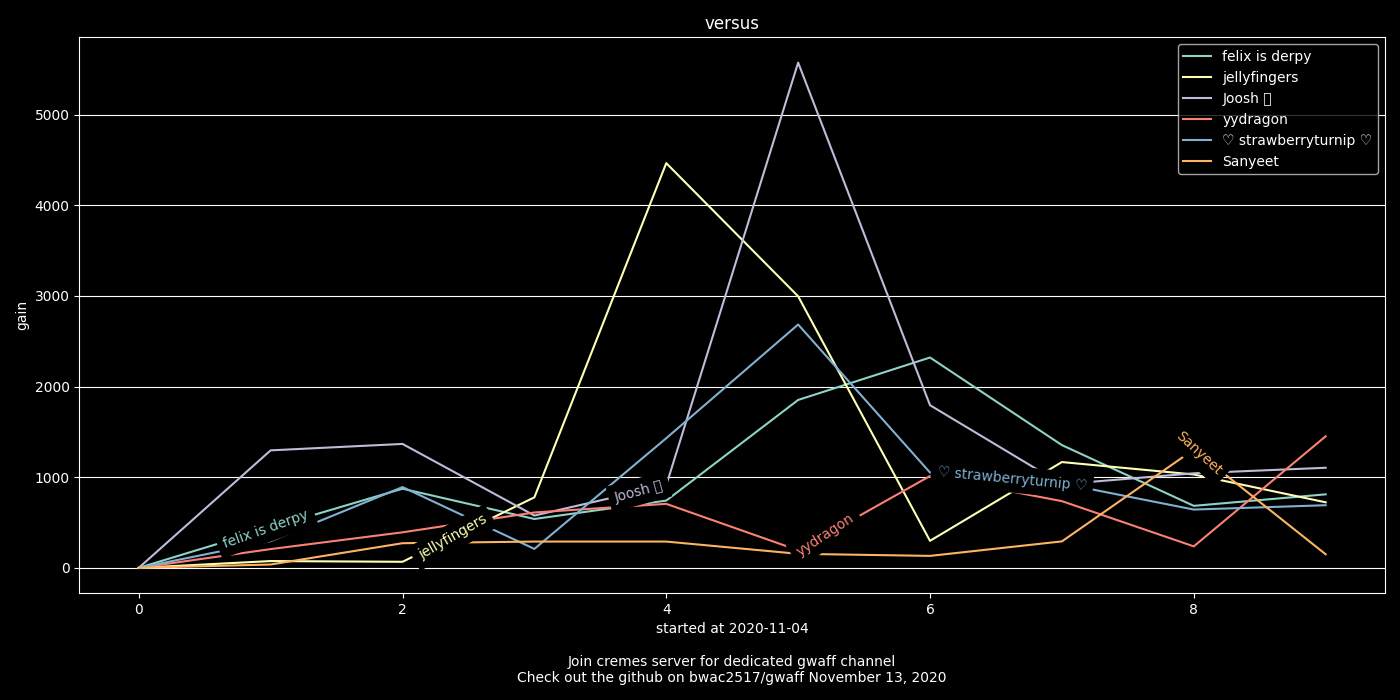 versus
felix is derpy
jellyfingers
Joosh
yydragon
♡ strawberryturnip ♡
Sanyeet
5000
4000
3000
2000
1000
0
gain
felix is derpy
jellyfingers
Joosh
yydragon
♡ strawberryturnip ♡
Sanyeet
0 2 4 6 8
started at 2020-11-04
Join cremes server for dedicated gwaff channel
Check out the github on bwac2517/gwaff November 13, 2020